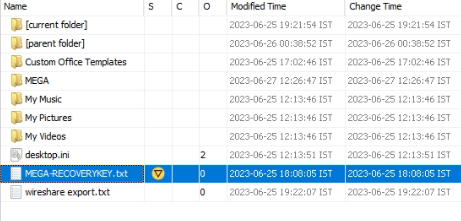 Name S C O Modified Time Change Time
[current folder] 2023-06-25 19:21:54 IST 2023-06-25 19:21:54 IST
[parent folder] 2023-06-26 00:38:52 IST 2023-06-26 00:38:52 IST
Custom Office Templates 2023-06-25 17:02:46 IST 2023-06-25 17:02:46 IST
MEGA 2023-06-27 12:26:47 IST 2023-06-27 12:26:47 IST
My Music 2023-06-25 12:13:46 IST 2023-06-25 12:13:46 IST
My Pictures 2023-06-25 12:13:46 IST 2023-06-25 12:13:46 IST
My Videos 2023-06-25 12:13:46 IST 2023-06-25 12:13:46 IST
desktop.ini 2 2023-06-25 12:13:51 IST 2023-06-25 12:13:51 IST
MEGA-RECOVERYKEY.txt 0 2023-06-25 18:08:05 IST 2023-06-25 18:08:05 IST
wireshare export.txt 0 2023-06-25 19:22:07 IST 2023-06-25 19:22:07 IST